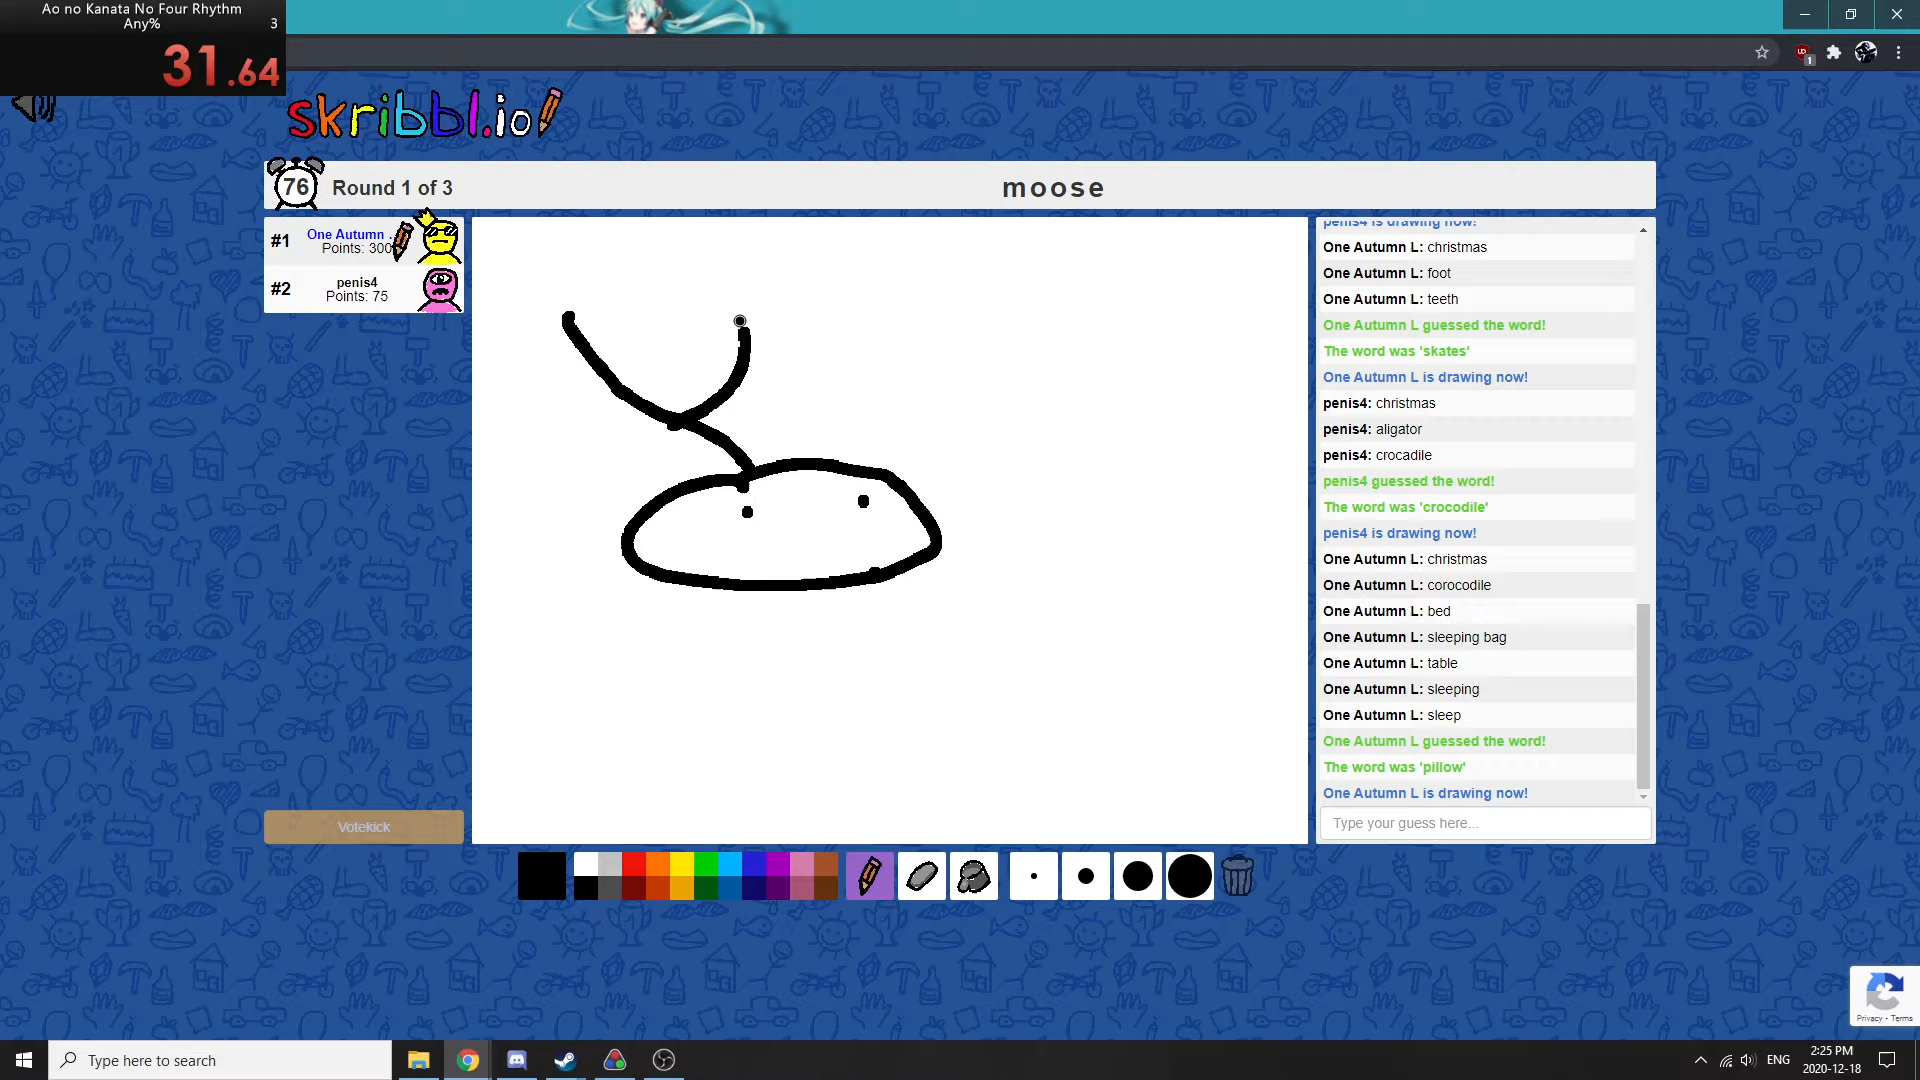 Ao no Kanata No Four Rhythm
Any%
3
31.64
UD
1
skribbl.io
76
Round 1 of 3
moose
#1
One Autumn .
Points: 300
#2
penis4
Points: 75
Votekick
penis4 is drawing now!
One Autumn L: christmas
One Autumn L: foot
One Autumn L: teeth
One Autumn L guessed the word!
The word was 'skates'
One Autumn L is drawing now!
penis4: christmas
penis4: aligator
penis4: crocadile
penis4 guessed the word!
The word was 'crocodile'
penis4 is drawing now!
One Autumn L: christmas
One Autumn L: corocodile
One Autumn L: bed
One Autumn L: sleeping bag
One Autumn L: table
One Autumn L: sleeping
One Autumn L: sleep
One Autumn L guessed the word!
The word was 'pillow'
One Autumn L is drawing now!
Type your guess here...
Privacy - Terms
Type here to search
ENG
2:25 PM
2020-12-18